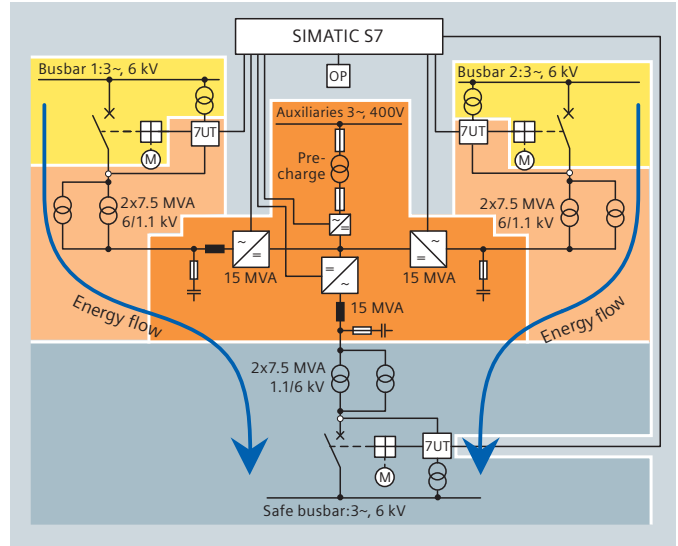 SIMATIC S7
OP
Busbar 1:3~, 6 kV
7UT
M
2x7.5 MVA
6/1.1 kV
Auxiliaries 3~, 400V
Pre-
charge
Busbar 2:3~, 6 kV
7UT
M
2x7.5 MVA
6/1.1 kV
~
=
15 MVA
~
=
=
~
15 MVA
~
=
15 MVA
Energy flow
Energy flow
2x7.5 MVA
1.1/6 kV
7UT
M
Safe busbar:3~, 6 kV